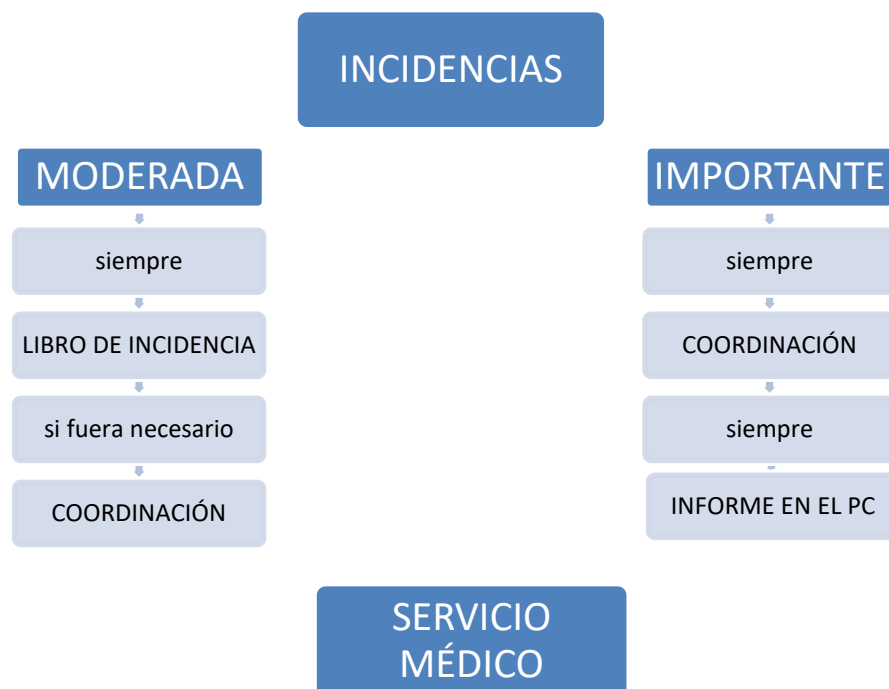 INCIDENCIAS
MODERADA
siempre
LIBRO DE INCIDENCIA
si fuera necesario
COORDINACIÓN
IMPORTANTE
siempre
COORDINACIÓN
siempre
INFORME EN EL PC
SERVICIO
MÉDICO